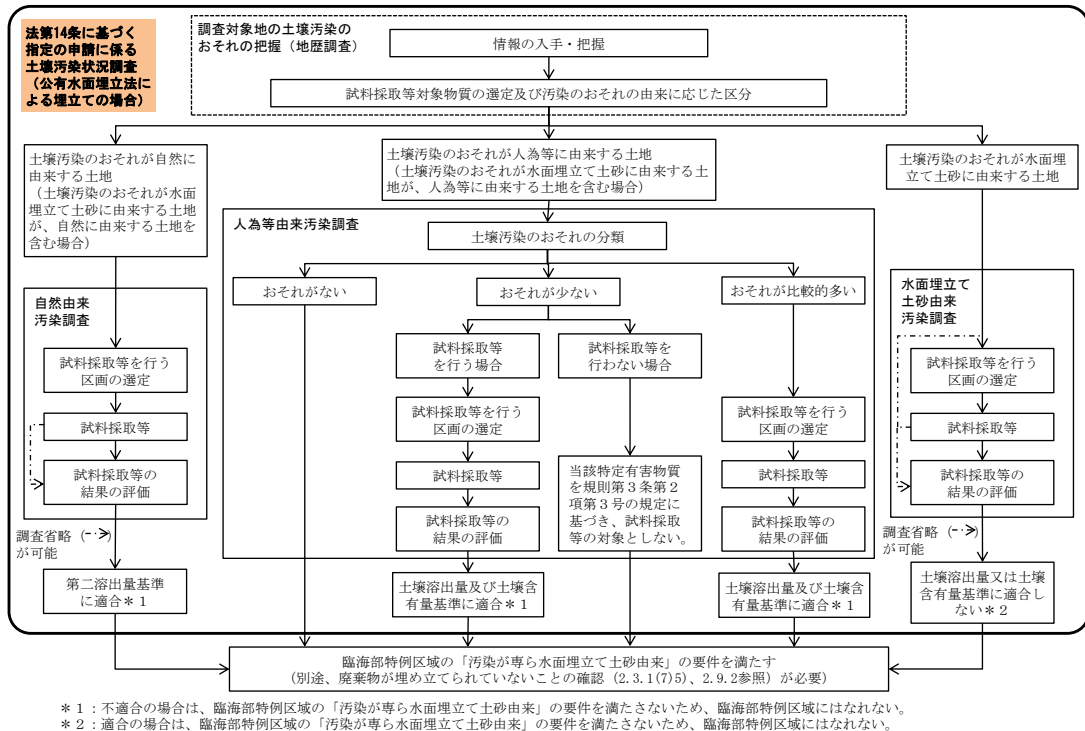 法第14条に基づく
指定の申請に係る
土壌汚染状況調査
（公有水面埋立法に
よる埋立ての場合）
調査対象地の土壌汚染の
おそれの把握（地歴調査）
情報の入手・把握
試料採取等対象物質の選定及び汚染のおそれの由来に応じた区分
土壌汚染のおそれが自然に
由来する土地
（土壌汚染のおそれが水面
埋立て土砂に由来する土地
が、自然に由来する土地を
含む場合）
土壌汚染のおそれが人為等に由来する土地
（土壌汚染のおそれが水面埋立て土砂に由来する土
地が、人為等に由来する土地を含む場合）
土壌汚染のおそれが水面埋
立て土砂に由来する土地
人為等由来汚染調査
土壌汚染のおそれの分類
おそれがない
おそれが少ない
おそれが比較的多い
自然由来
汚染調査
試料採取等を行う
区画の選定
試料採取等
試料採取等の
結果の評価
調査省略（-·->）
が可能
第二溶出量基準
に適合＊1
試料採取等
を行う場合
試料採取等を
行わない場合
試料採取等を行う
区画の選定
試料採取等
試料採取等の
結果の評価
土壌溶出量及び土壌含
有量基準に適合＊1
当該特定有害物質
を規則第３条第２
項第３号の規定に
基づき、試料採取
等の対象としない。
試料採取等を行う
区画の選定
試料採取等
試料採取等の
結果の評価
土壌溶出量及び土壌含
有量基準に適合＊1
水面埋立て
土砂由来
汚染調査
試料採取等を行う
区画の選定
試料採取等
試料採取等の
結果の評価
調査省略（-·->）
が可能
土壌溶出量又は土壌
含有量基準に適合し
ない＊2
臨海部特例区域の「汚染が専ら水面埋立て土砂由来」の要件を満たす
（別途、廃棄物が埋め立てられていないことの確認（2.3.1(7)5)、2.9.2参照）が必要）
＊1：不適合の場合は、臨海部特例区域の「汚染が専ら水面埋立て土砂由来」の要件を満たさないため、臨海部特例区域にはなれない。
＊2：適合の場合は、臨海部特例区域の「汚染が専ら水面埋立て土砂由来」の要件を満たさないため、臨海部特例区域にはなれない。